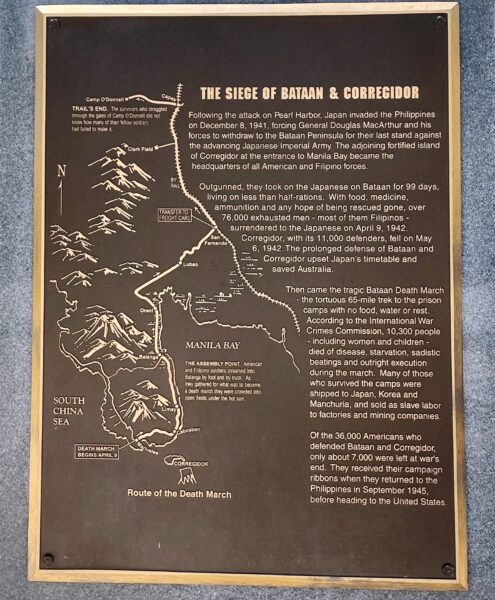 THE SIEGE OF BATAAN & CORREGIDOR
Following the attack on Pearl Harbor, Japan invaded the Philippines
on December 8, 1941, forcing General Douglas MacArthur and his
forces to withdraw to the Bataan Peninsula for their last stand against
the advancing Japanese Imperial Army. The adjoining fortified island
of Corregidor at the entrance to Manila Bay became the
headquarters of all American and Filipino forces.
Outgunned, they took on the Japanese on Bataan for 99 days,
living on less than half-rations. With food, medicine,
ammunition and any hope of being rescued gone, over
76,000 exhausted men - most of them Filipinos -
surrendered to the Japanese on April 9, 1942.
Corregidor, with its 11,000 defenders, fell on May
6, 1942. The prolonged defense of Bataan and
Corregidor upset Japan's timetable and
saved Australia.
Then came the tragic Bataan Death March
- the tortuous 65-mile trek to the prison
camps with no food, water or rest.
According to the International War
Crimes Commission, 10,300 people
- including women and children -
died of disease, starvation, sadistic
beatings and outright execution
during the march. Many of those
who survived the camps were
shipped to Japan, Korea and
Manchuria, and sold as slave labor
to factories and mining companies.
Of the 36,000 Americans who
defended Bataan and Corregidor,
only about 7,000 were left at war's
end. They received their campaign
ribbons when they returned to the
Philippines in September 1945,
before heading to the United States.
Camp O'Donnell
Capas
TRAIL'S END. The survivors who straggled
through the gates of Camp O'Donnell did not
know how many of their fellow soldiers
had failed to make it.
Clark Field
N
BY
RAIL
TRANSFER TO
FREIGHT CARS
San
Fernando
Lubao
Orani
MANILA BAY
Balanga
THE ASSEMBLY POINT. American
and Filipino soldiers streamed into
Balanga by foot and by truck. As
they gathered for what was to become
a death march they were crowded into
open fields under the hot sun.
SOUTH
CHINA
SEA
Limay
Cabcaben
DEATH MARCH
BEGINS APRIL 9
CORREGIDOR
Route of the Death March